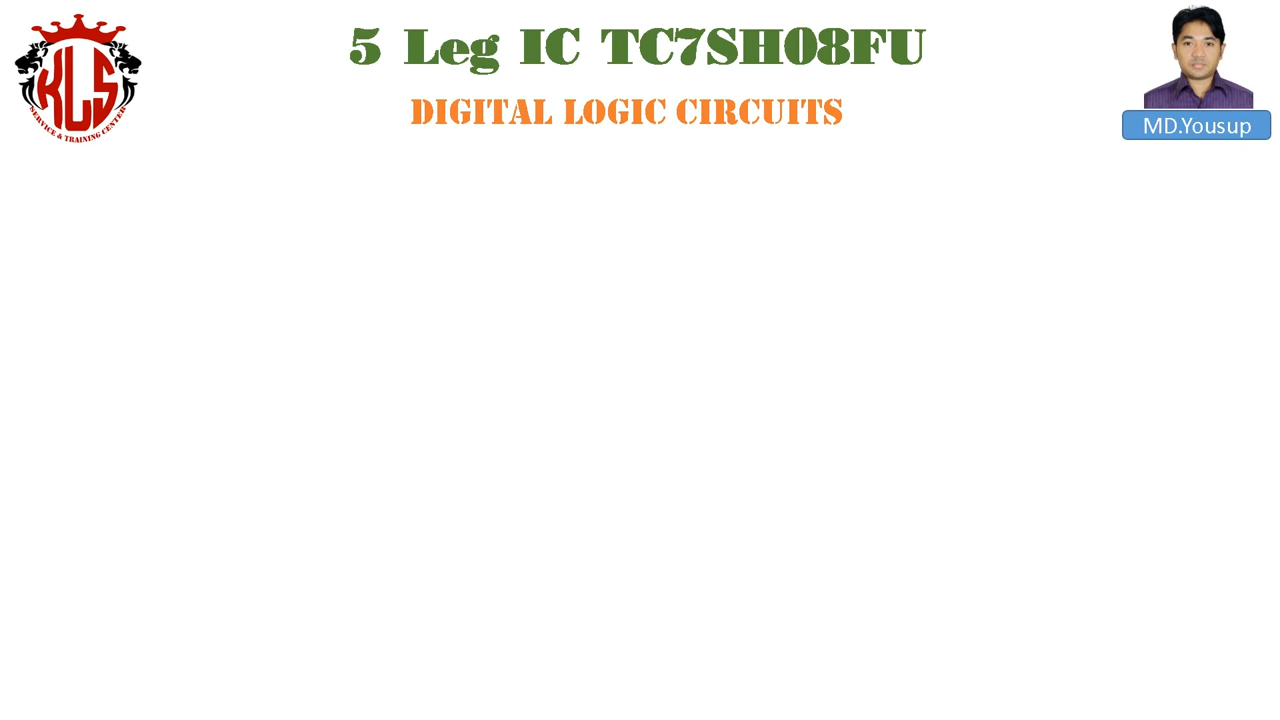 KLS
SERVICE & TRAINING CENTER
5 Leg IC TC7SH08FU
DIGITAL LOGIC CIRCUITS
MD.Yousup